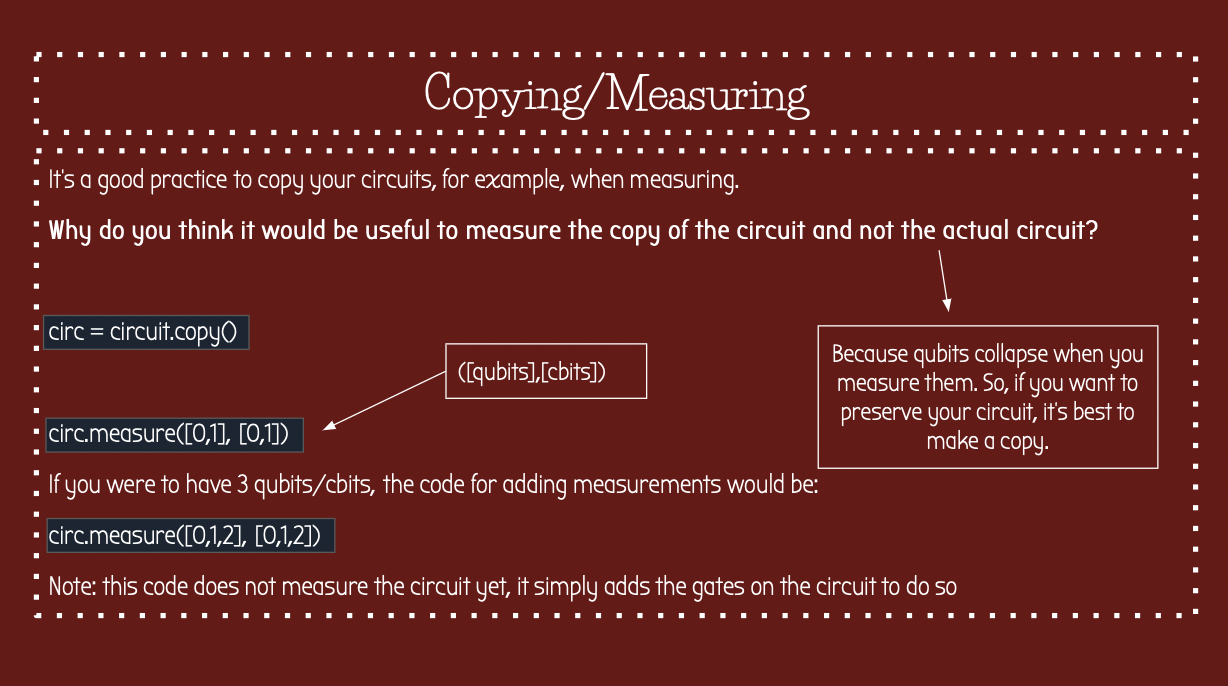 Copying/Measuring
It's a good practice to copy your circuits, for example, when measuring.
Why do you think it would be useful to measure the copy of the circuit and not the actual circuit?
circ = circuit.copy()
([qubits],[cbits])
Because qubits collapse when you
measure them. So, if you want to
preserve your circuit, it's best to
make a copy.
circ.measure([0,1], [0,1])
If you were to have 3 qubits/cbits, the code for adding measurements would be:
circ.measure([0,1,2], [0,1,2])
Note: this code does not measure the circuit yet, it simply adds the gates on the circuit to do so